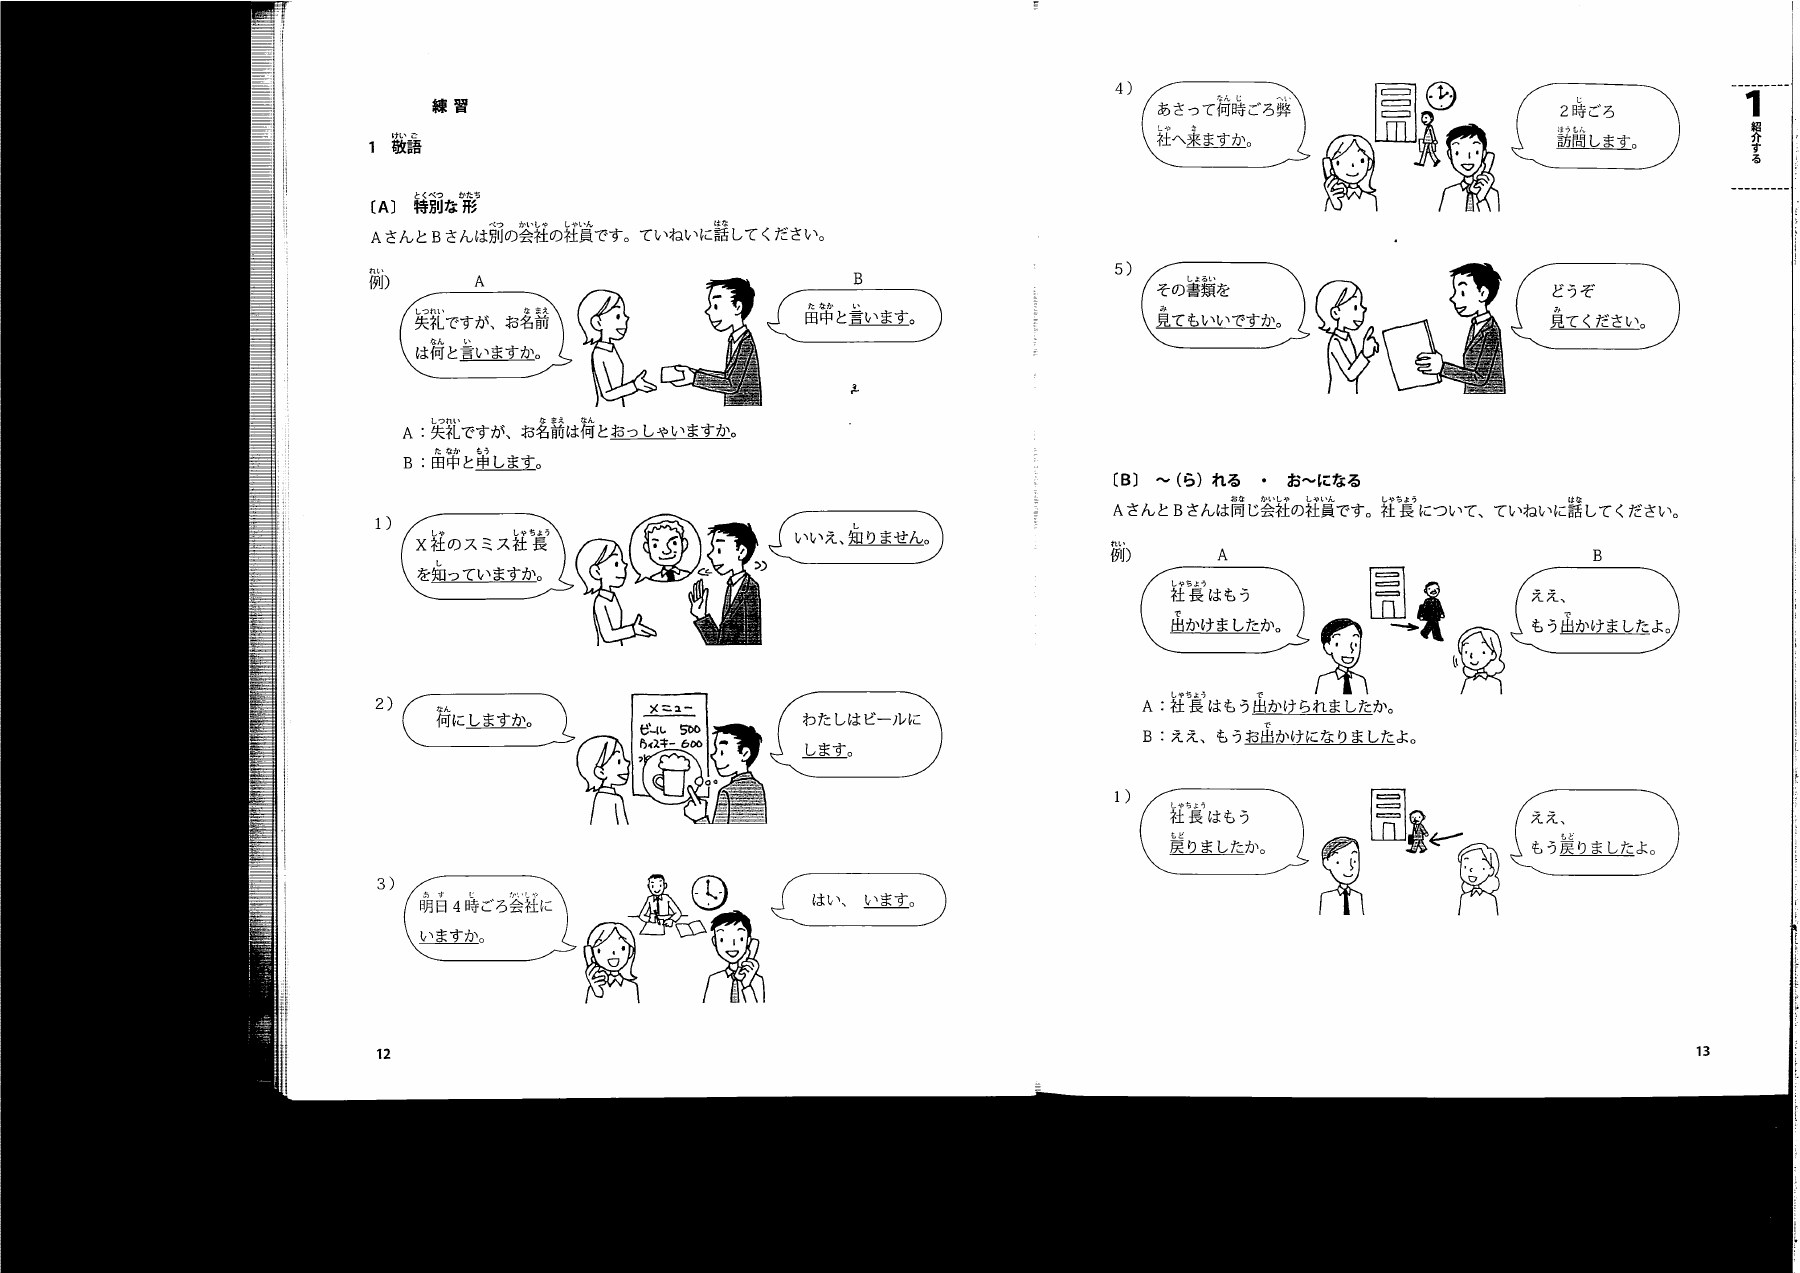 練習
1 敬語
〔A〕 特別な形
AさんとBさんは別の会社の社員です。ていねいに話してください。
例）
A
B
失礼ですが、お名前
は何と言いますか。
田中と言います。
A：失礼ですが、お名前は何とおっしゃいますか。
B：田中と申します。
1）
X社のスミス社長
を知っていますか。
いいえ、知りません。
2）
何にしますか。
メニュー
ビール 500
600
わたしはビールに
します。
3）
明日4時ごろ会社に
いますか。
はい、 います。
12
4）
あさって何時ごろ弊
社へ来ますか。
2時ごろ
訪問します。
5）
その書類を
見てもいいですか。
どうぞ
見てください。
〔B〕 ～（ら）れる ・ お～になる
AさんとBさんは同じ会社の社員です。社長について、ていねいに話してください。
例）
A
B
社長はもう
出かけましたか。
ええ、
もう出かけましたよ。
A：社長はもう出かけられましたか。
B：ええ、もうお出かけになりましたよ。
1）
社長はもう
戻りましたか。
ええ、
もう戻りましたよ。
13
1
紹介する